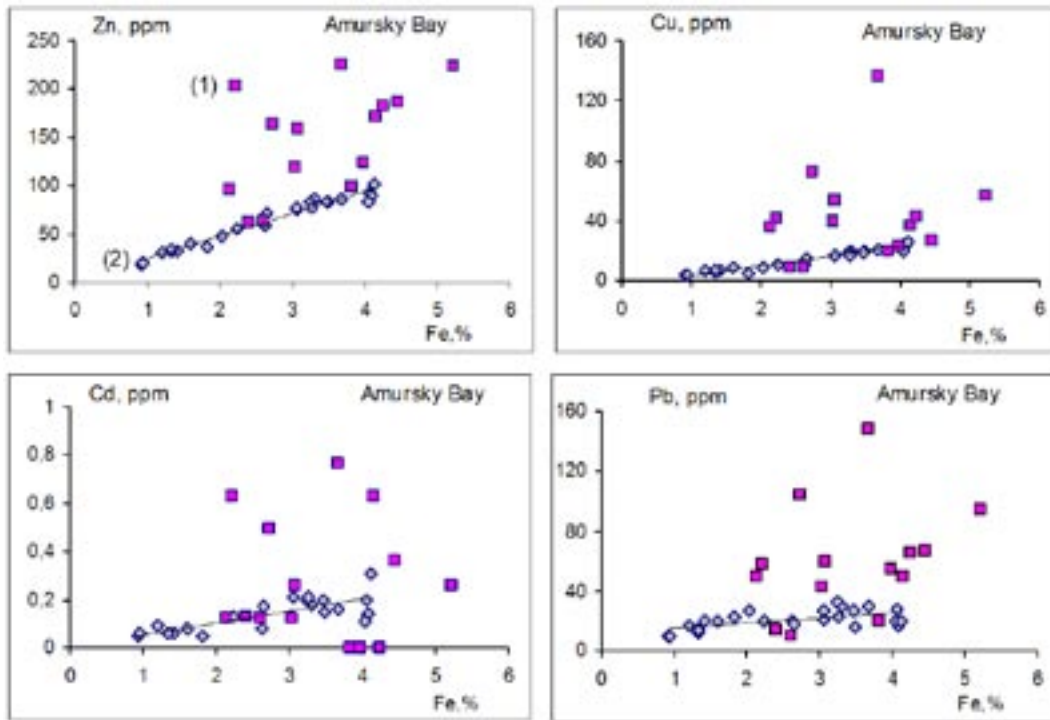 Zn, ppm Amursky Bay
250
200
150
100
50
0
(1)
(2)
0 1 2 3 4 5 6
Fe,%
Cu, ppm Amursky Bay
160
120
80
40
0
0 1 2 3 4 5 6
Fe,%
Cd, ppm Amursky Bay
1
0,8
0,6
0,4
0,2
0
0 1 2 3 4 5 6
Fe,%
Pb, ppm Amursky Bay
160
120
80
40
0
0 1 2 3 4 5 6
Fe,%